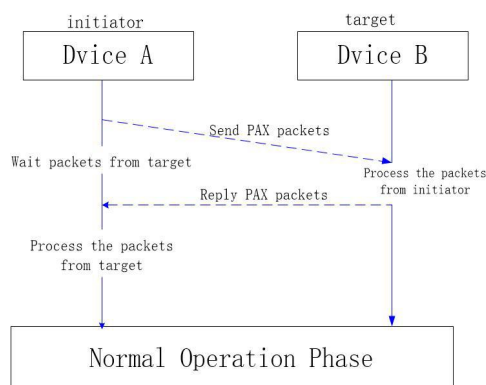 initiator
target
Dvice A
Dvice B
Send PAX packets
Wait packets from target
Process the packets
from initiator
Reply PAX packets
Process the packets
from target
Normal Operation Phase